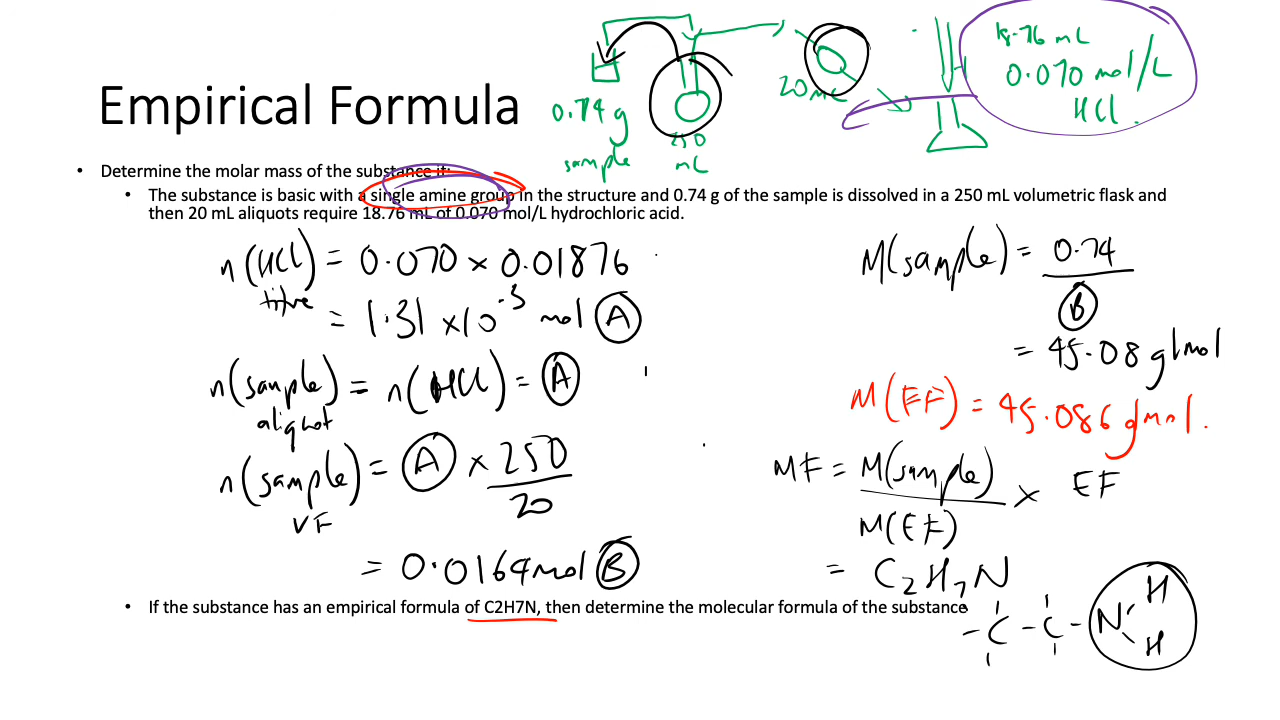 18.76 mL
0.070 mol/L
HCl
Empirical Formula
0.74 g
sample
250
mL
20mL
• Determine the molar mass of the substance if:
• The substance is basic with a single amine group in the structure and 0.74 g of the sample is dissolved in a 250 mL volumetric flask and
then 20 mL aliquots require 18.76 mL of 0.070 mol/L hydrochloric acid.
n(HCl) = 0.070 × 0.01876
titre
= 1.31 ×10⁻³ mol A
n(sample) = n(HCl) = A
aliquot
n(sample) = A × 250/20
VF
= 0.0164mol B
M(sample) = 0.74
B
= 45.08 g/mol
M(EF) = 45.086 g/mol.
MF = M(sample) × EF
M(EF)
= C₂H₇N
• If the substance has an empirical formula of C2H7N, then determine the molecular formula of the substance.
H
- C - C - N
H